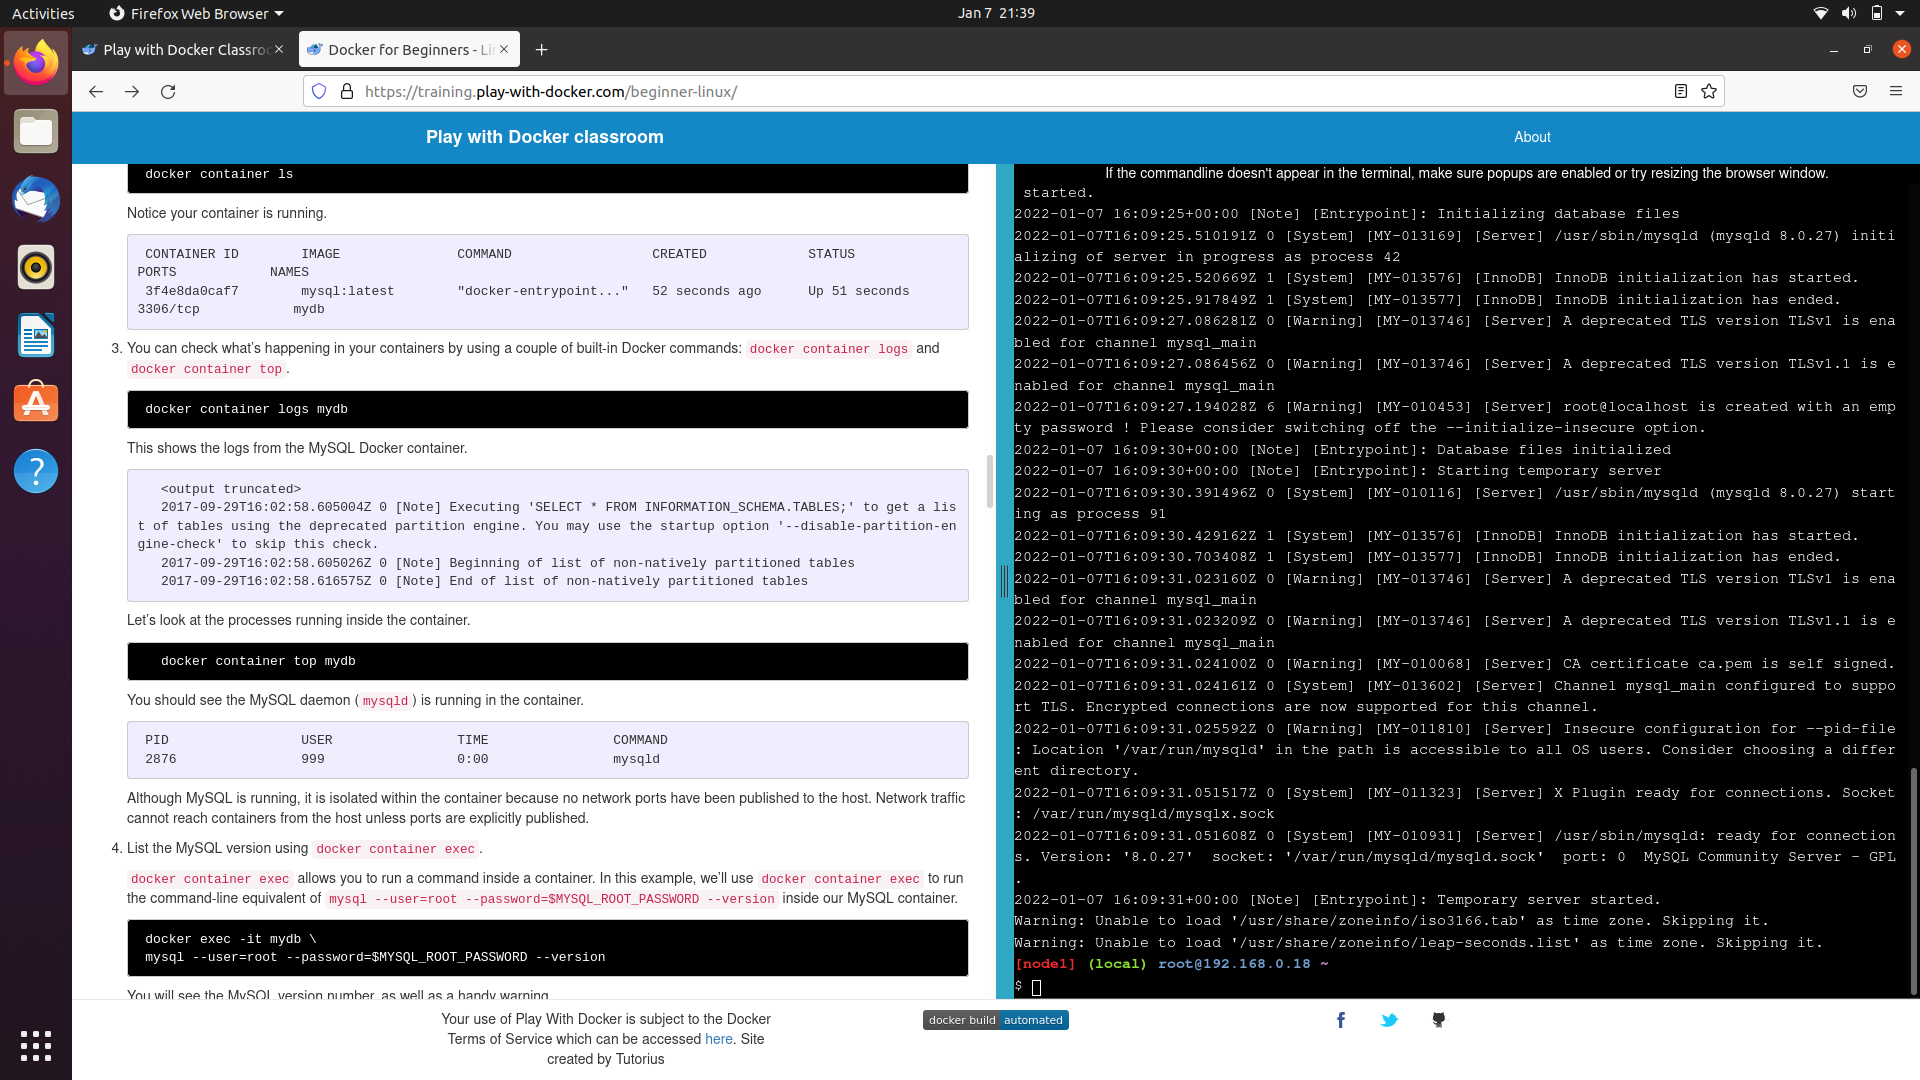 Activities
Firefox Web Browser
Jan 7 21:39
Play with Docker Classro
Docker for Beginners - Li
https://training.play-with-docker.com/beginner-linux/
Play with Docker classroom
About
docker container ls
Notice your container is running.
CONTAINER ID IMAGE COMMAND CREATED STATUS
PORTS NAMES
3f4e8da0caf7 mysql:latest "docker-entrypoint..." 52 seconds ago Up 51 seconds
3306/tcp mydb
3. You can check what's happening in your containers by using a couple of built-in Docker commands: docker container logs and
docker container top.
docker container logs mydb
This shows the logs from the MySQL Docker container.
<output truncated>
2017-09-29T16:02:58.605004Z 0 [Note] Executing 'SELECT * FROM INFORMATION_SCHEMA.TABLES;' to get a lis
t of tables using the deprecated partition engine. You may use the startup option '--disable-partition-en
gine-check' to skip this check.
2017-09-29T16:02:58.605026Z 0 [Note] Beginning of list of non-natively partitioned tables
2017-09-29T16:02:58.616575Z 0 [Note] End of list of non-natively partitioned tables
Let's look at the processes running inside the container.
docker container top mydb
You should see the MySQL daemon (mysqld) is running in the container.
PID USER TIME COMMAND
2876 999 0:00 mysqld
Although MySQL is running, it is isolated within the container because no network ports have been published to the host. Network traffic
cannot reach containers from the host unless ports are explicitly published.
4. List the MySQL version using docker container exec.
docker container exec allows you to run a command inside a container. In this example, we'll use docker container exec to run
the command-line equivalent of mysql --user=root --password=$MYSQL_ROOT_PASSWORD --version inside our MySQL container.
docker exec -it mydb \
mysql --user=root --password=$MYSQL_ROOT_PASSWORD --version
You will see the MySQL version number, as well as a handy warning.
If the commandline doesn't appear in the terminal, make sure popups are enabled or try resizing the browser window.
started.
2022-01-07 16:09:25+00:00 [Note] [Entrypoint]: Initializing database files
2022-01-07T16:09:25.510191Z 0 [System] [MY-013169] [Server] /usr/sbin/mysqld (mysqld 8.0.27) initi
alizing of server in progress as process 42
2022-01-07T16:09:25.520669Z 1 [System] [MY-013576] [InnoDB] InnoDB initialization has started.
2022-01-07T16:09:25.917849Z 1 [System] [MY-013577] [InnoDB] InnoDB initialization has ended.
2022-01-07T16:09:27.086281Z 0 [Warning] [MY-013746] [Server] A deprecated TLS version TLSv1 is ena
bled for channel mysql_main
2022-01-07T16:09:27.086456Z 0 [Warning] [MY-013746] [Server] A deprecated TLS version TLSv1.1 is e
nabled for channel mysql_main
2022-01-07T16:09:27.194028Z 6 [Warning] [MY-010453] [Server] root@localhost is created with an emp
ty password ! Please consider switching off the --initialize-insecure option.
2022-01-07 16:09:30+00:00 [Note] [Entrypoint]: Database files initialized
2022-01-07 16:09:30+00:00 [Note] [Entrypoint]: Starting temporary server
2022-01-07T16:09:30.391496Z 0 [System] [MY-010116] [Server] /usr/sbin/mysqld (mysqld 8.0.27) start
ing as process 91
2022-01-07T16:09:30.429162Z 1 [System] [MY-013576] [InnoDB] InnoDB initialization has started.
2022-01-07T16:09:30.703408Z 1 [System] [MY-013577] [InnoDB] InnoDB initialization has ended.
2022-01-07T16:09:31.023160Z 0 [Warning] [MY-013746] [Server] A deprecated TLS version TLSv1 is ena
bled for channel mysql_main
2022-01-07T16:09:31.023209Z 0 [Warning] [MY-013746] [Server] A deprecated TLS version TLSv1.1 is e
nabled for channel mysql_main
2022-01-07T16:09:31.024100Z 0 [Warning] [MY-010068] [Server] CA certificate ca.pem is self signed.
2022-01-07T16:09:31.024161Z 0 [System] [MY-013602] [Server] Channel mysql_main configured to suppo
rt TLS. Encrypted connections are now supported for this channel.
2022-01-07T16:09:31.025592Z 0 [Warning] [MY-011810] [Server] Insecure configuration for --pid-file
: Location '/var/run/mysqld' in the path is accessible to all OS users. Consider choosing a differ
ent directory.
2022-01-07T16:09:31.051517Z 0 [System] [MY-011323] [Server] X Plugin ready for connections. Socket
: /var/run/mysqld/mysqlx.sock
2022-01-07T16:09:31.051608Z 0 [System] [MY-010931] [Server] /usr/sbin/mysqld: ready for connection
s. Version: '8.0.27' socket: '/var/run/mysqld/mysqld.sock' port: 0 MySQL Community Server - GPL
.
2022-01-07 16:09:31+00:00 [Note] [Entrypoint]: Temporary server started.
Warning: Unable to load '/usr/share/zoneinfo/iso3166.tab' as time zone. Skipping it.
Warning: Unable to load '/usr/share/zoneinfo/leap-seconds.list' as time zone. Skipping it.
[node1] (local) root@192.168.0.18 ~
$
Your use of Play With Docker is subject to the Docker
Terms of Service which can be accessed here. Site
created by Tutorius
docker build automated